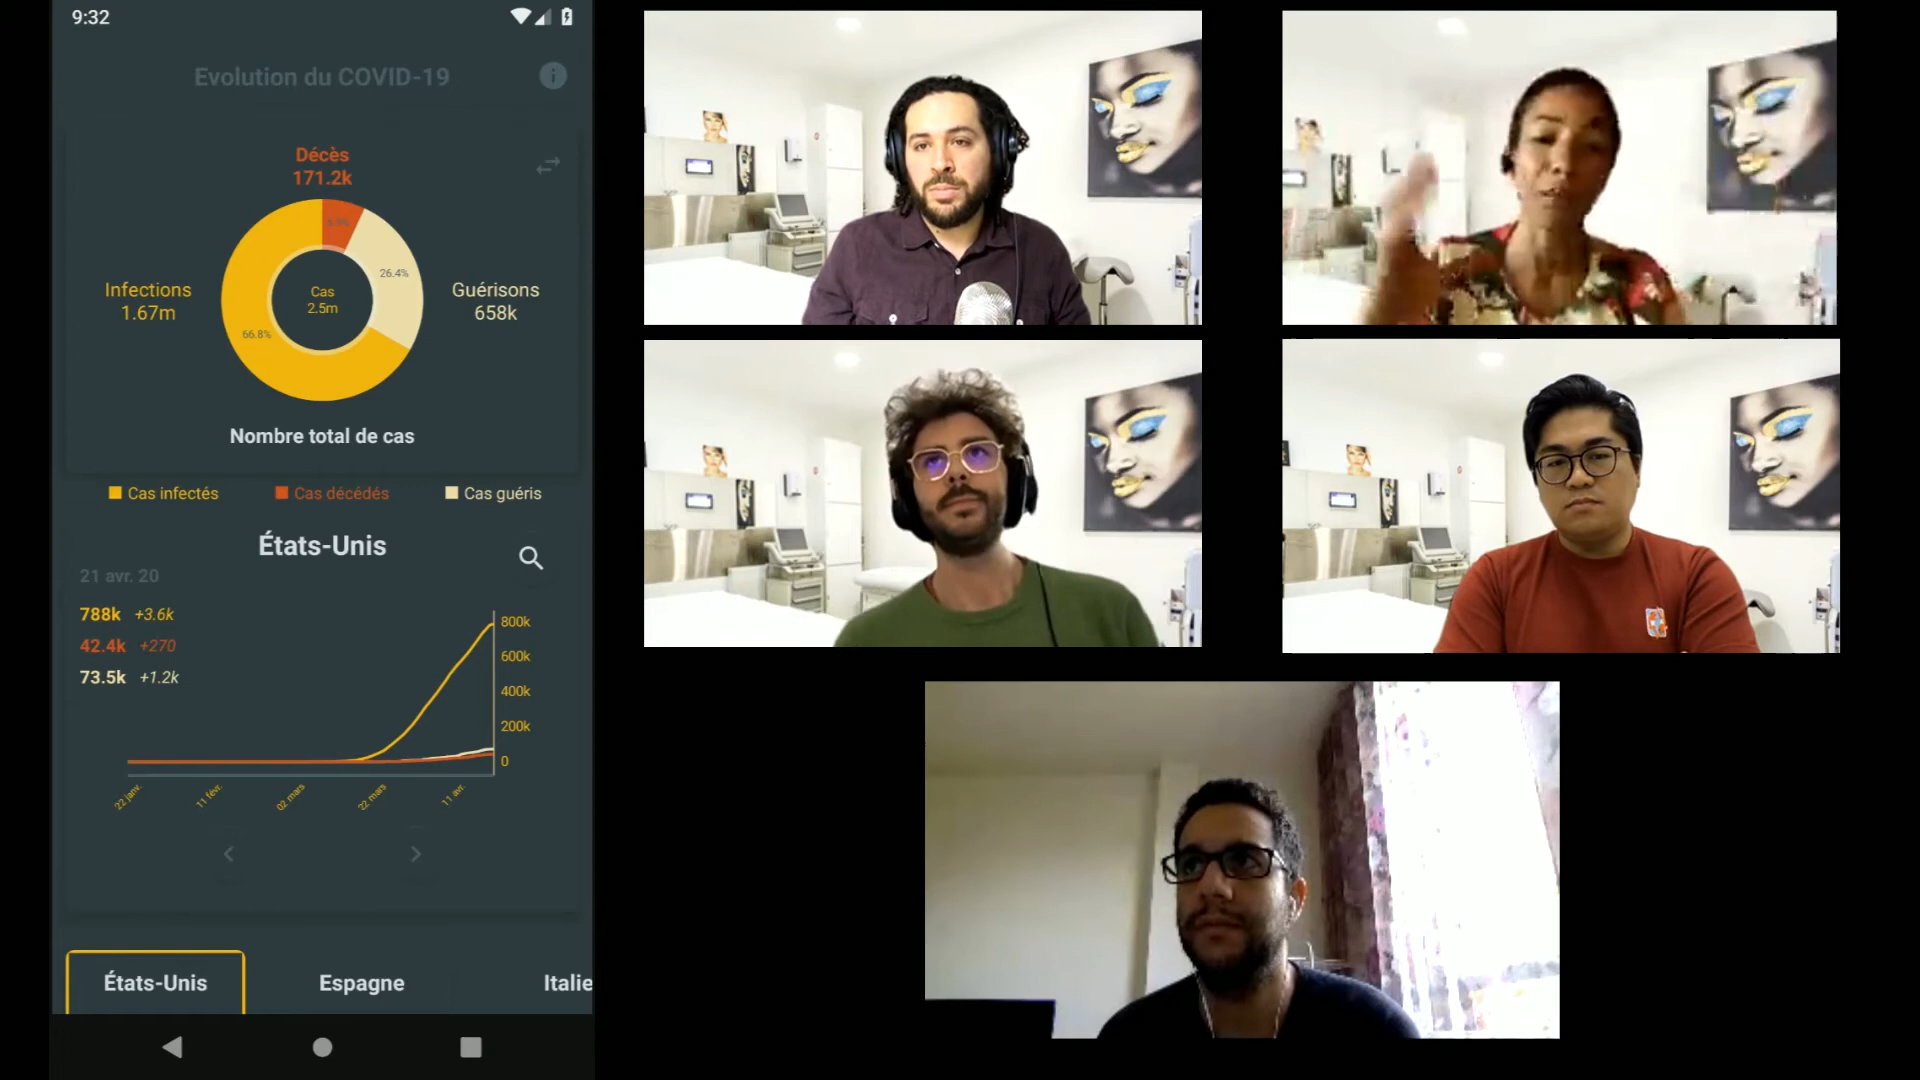 9:32
Evolution du COVID-19
Décès
171.2k
26.4%
Infections
1.67m
Cas
2.5m
Guérisons
658k
66.8%
Nombre total de cas
Cas infectés
Cas décédés
Cas guéris
États-Unis
21 avr. 20
788k +3.6k
42.4k +270
73.5k +1.2k
800k
600k
400k
200k
0
22 janv.
11 févr.
02 mars
22 mars
11 avr.
États-Unis
Espagne
Italie